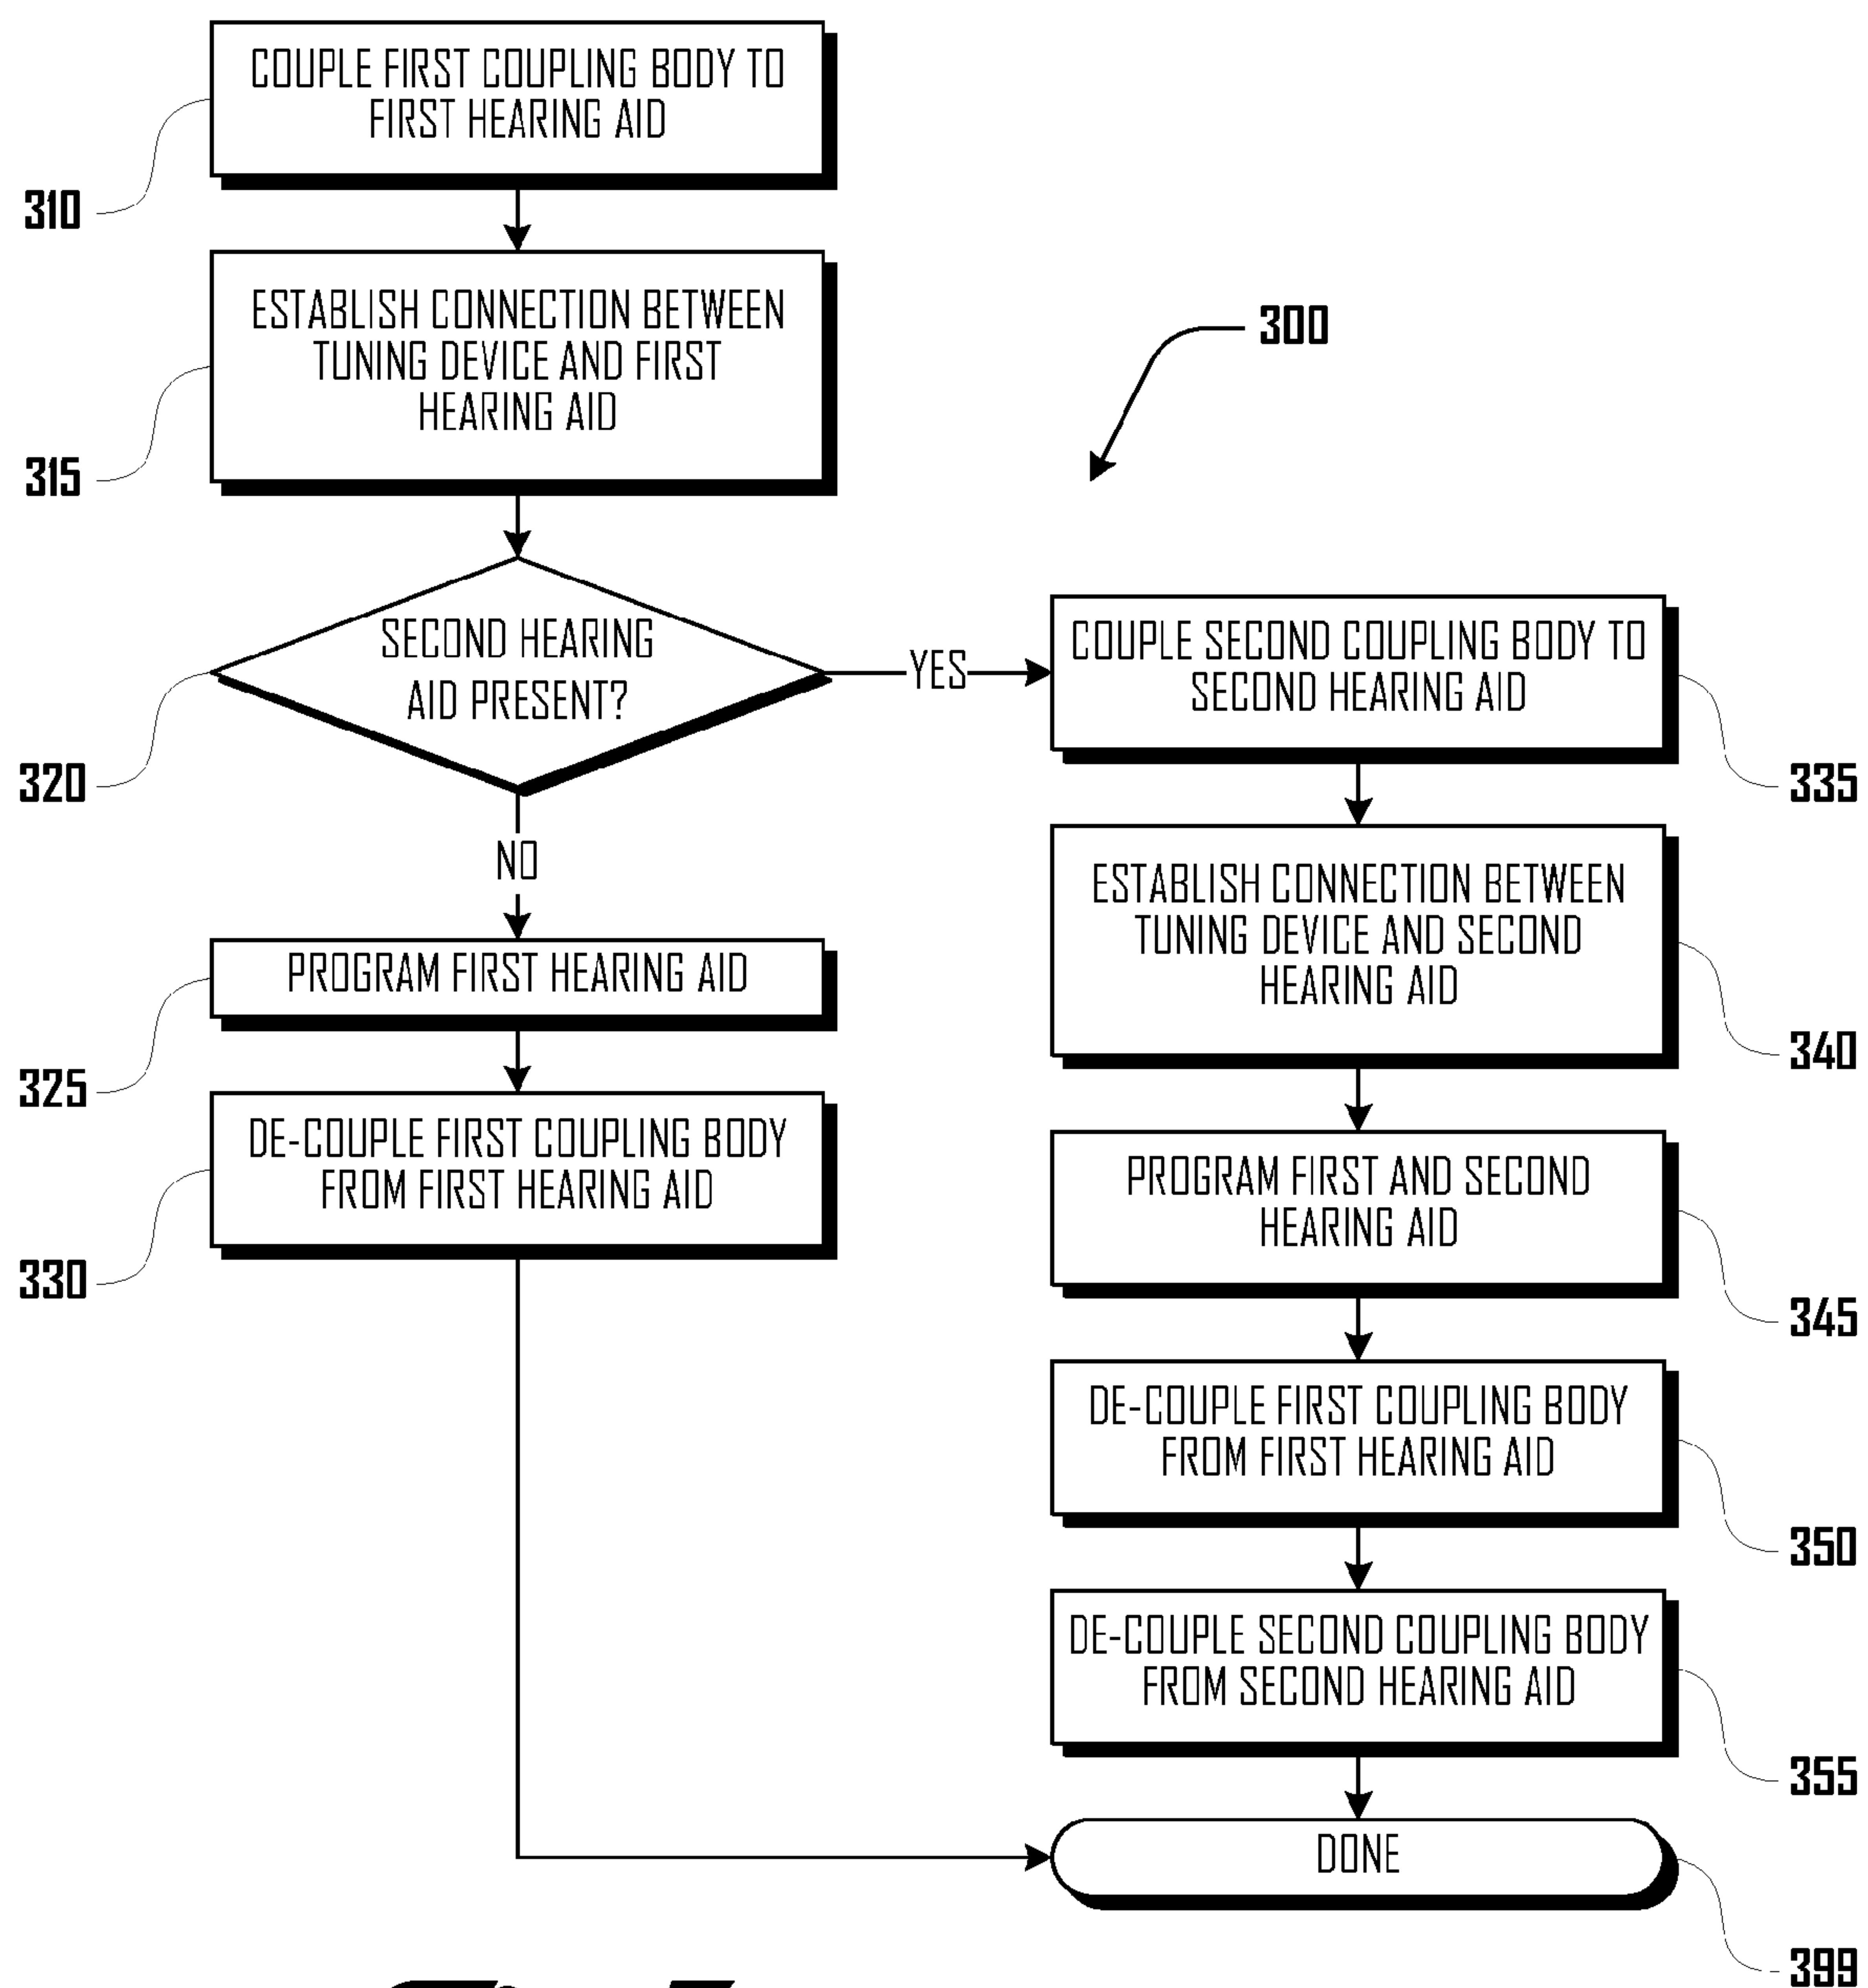 COUPLE FIRST COUPLING BODY TO
FIRST HEARING AID
310
ESTABLISH CONNECTION BETWEEN
TUNING DEVICE AND FIRST
HEARING AID
315
300
SECOND HEARING
AID PRESENT?
320
YES
NO
PROGRAM FIRST HEARING AID
325
DE-COUPLE FIRST COUPLING BODY
FROM FIRST HEARING AID
330
COUPLE SECOND COUPLING BODY TO
SECOND HEARING AID
335
ESTABLISH CONNECTION BETWEEN
TUNING DEVICE AND SECOND
HEARING AID
340
PROGRAM FIRST AND SECOND
HEARING AID
345
DE-COUPLE FIRST COUPLING BODY
FROM FIRST HEARING AID
350
DE-COUPLE SECOND COUPLING BODY
FROM SECOND HEARING AID
355
DONE
399